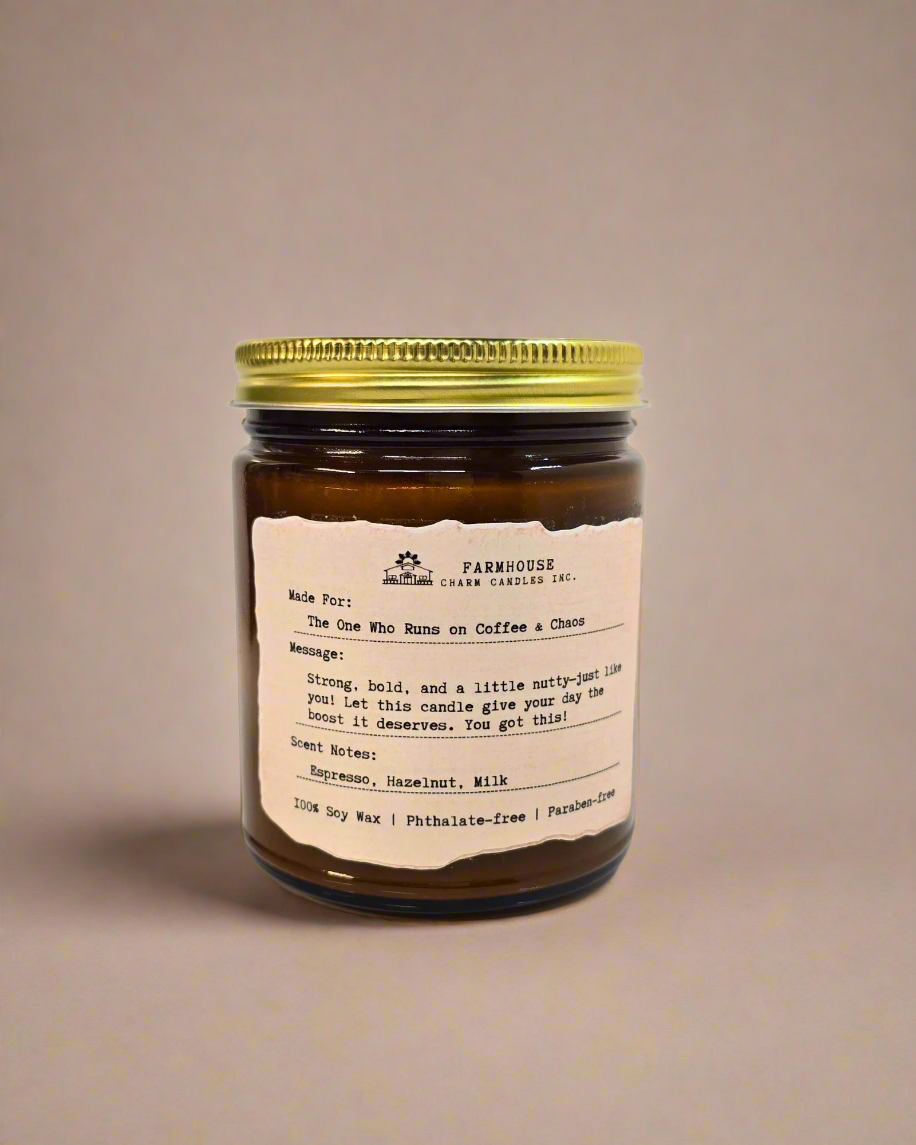 FARMHOUSE
CHARM CANDLES INC.
Made For:
The One Who Runs on Coffee & Chaos
Message:
Strong, bold, and a little nutty—just like
you! Let this candle give your day the
boost it deserves. You got this!
Scent Notes:
Espresso, Hazelnut, Milk
100% Soy Wax | Phthalate-free | Paraben-free